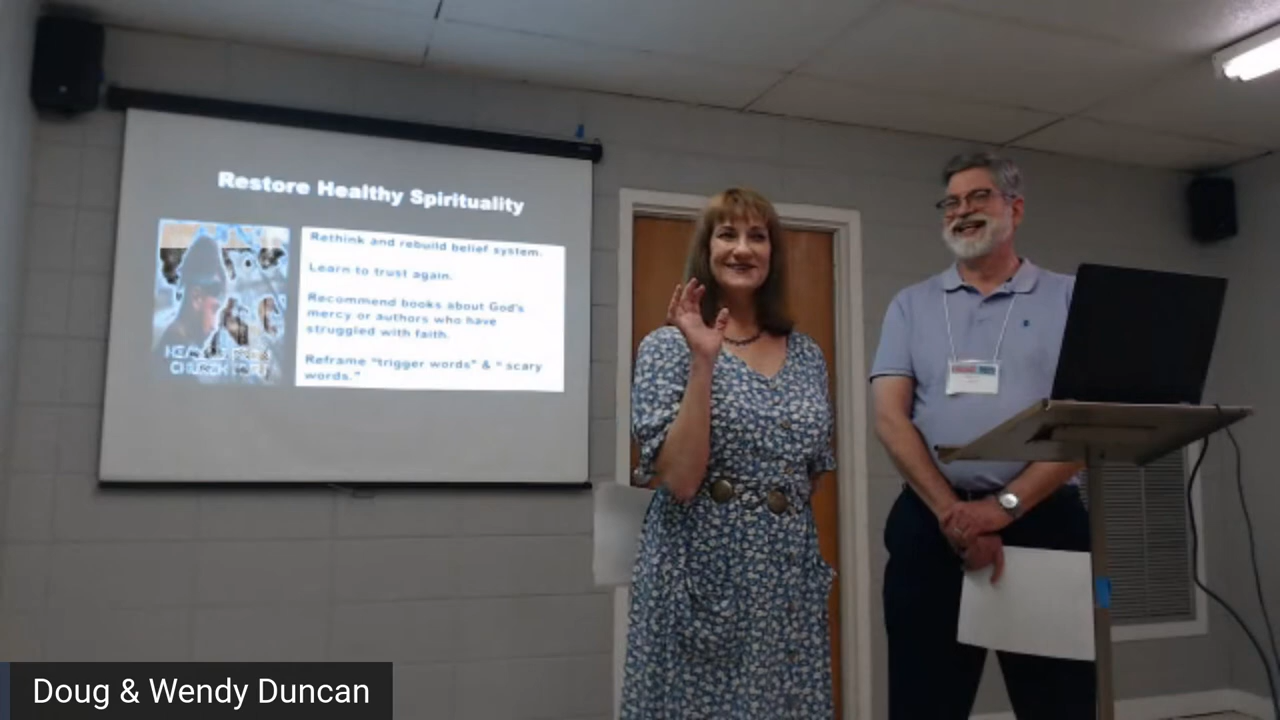 Restore Healthy Spirituality
Rethink and rebuild belief system.
Learn to trust again.
Recommend books about God's
mercy or authors who have
struggled with faith.
Reframe "trigger words" & " scary
words."
CHURCH
Doug & Wendy Duncan